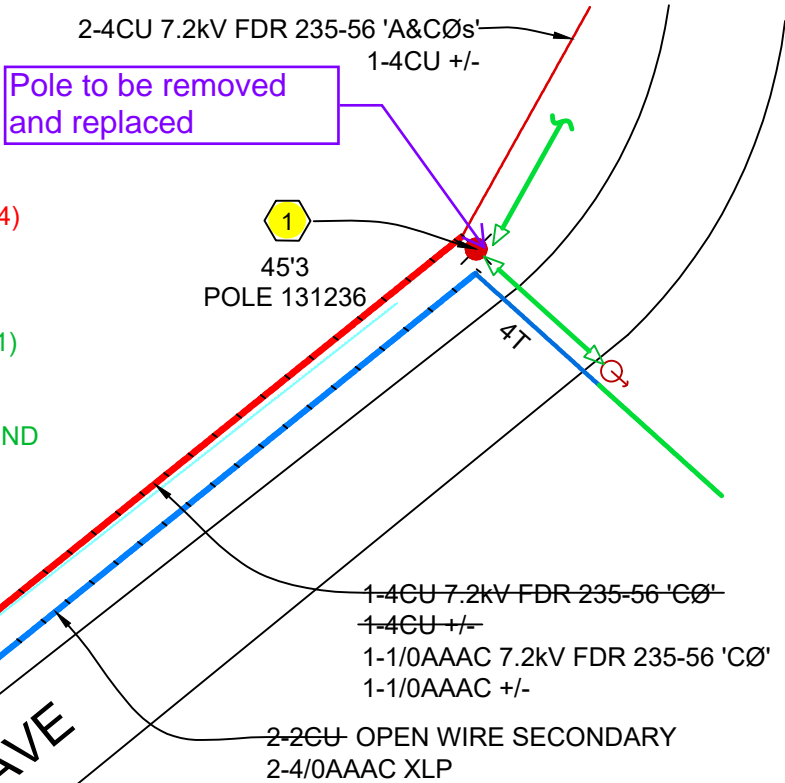 2-4CU 7.2kV FDR 235-56 'A&CØs'
1-4CU +/-
Pole to be removed
and replaced
4)
1
45'3
POLE 131236
1)
4T
ND
1-4CU 7.2kV FDR 235-56 'CØ'
1-4CU +/-
1-1/0AAAC 7.2kV FDR 235-56 'CØ'
1-1/0AAAC +/-
2-2CU OPEN WIRE SECONDARY
2-4/0AAAC XLP
AVE